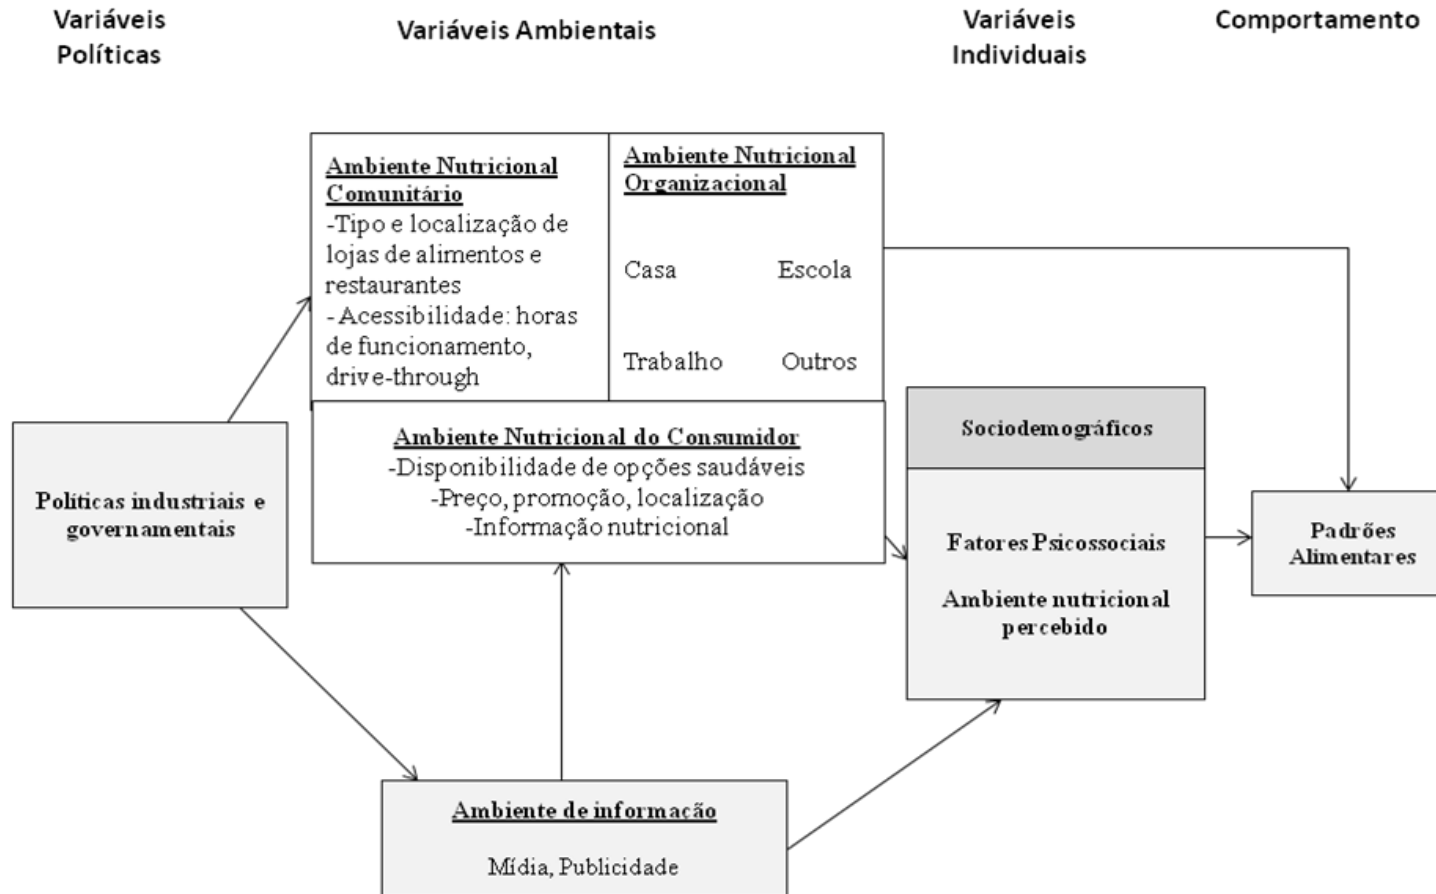 Variáveis
Políticas
Variáveis Ambientais
Variáveis
Individuais
Comportamento
Ambiente Nutricional
Comunitário
-Tipo e localização de
lojas de alimentos e
restaurantes
- Acessibilidade: horas
de funcionamento,
drive-through
Ambiente Nutricional
Organizacional
Casa Escola
Trabalho Outros
Ambiente Nutricional do Consumidor
-Disponibilidade de opções saudáveis
-Preço, promoção, localização
-Informação nutricional
Políticas industriais e
governamentais
Sociodemográficos
Fatores Psicossociais
Ambiente nutricional
percebido
Padrões
Alimentares
Ambiente de informação
Mídia, Publicidade